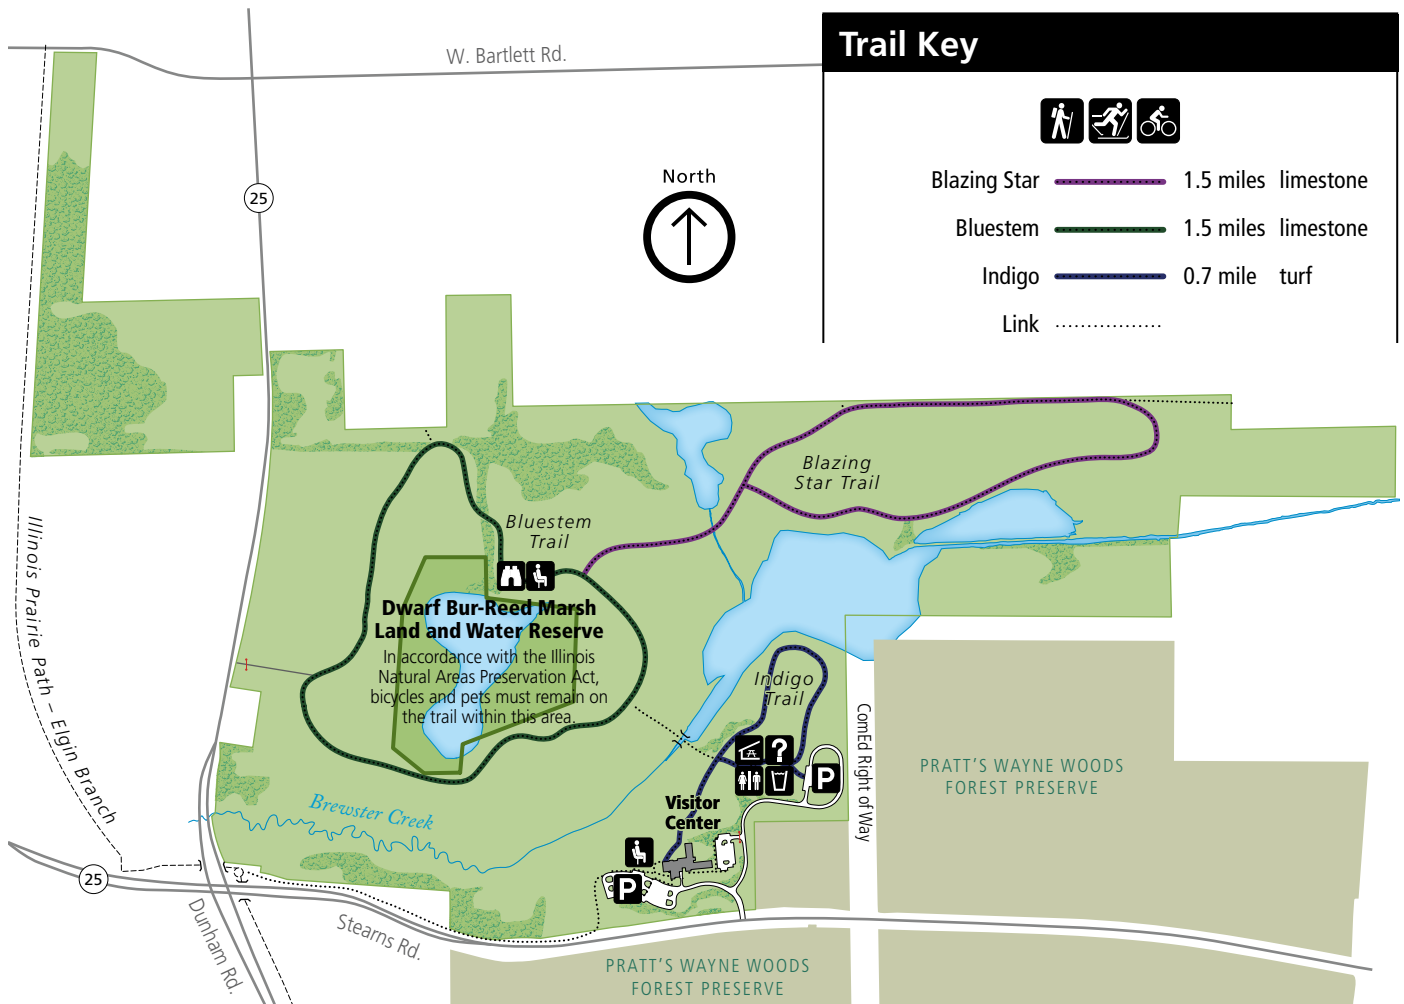 W. Bartlett Rd.
Trail Key
Blazing Star 1.5 miles limestone
Bluestem 1.5 miles limestone
Indigo 0.7 mile turf
Link
North
25
Blazing
Star Trail
Bluestem
Trail
Dwarf Bur-Reed Marsh
Land and Water Reserve
In accordance with the Illinois
Natural Areas Preservation Act,
bicycles and pets must remain on
the trail within this area.
Illinois Prairie Path – Elgin Branch
Indigo
Trail
?
P
ComEd Right of Way
PRATT'S WAYNE WOODS
FOREST PRESERVE
Visitor
Center
Brewster Creek
P
25
Dunham Rd.
Stearns Rd.
PRATT'S WAYNE WOODS
FOREST PRESERVE